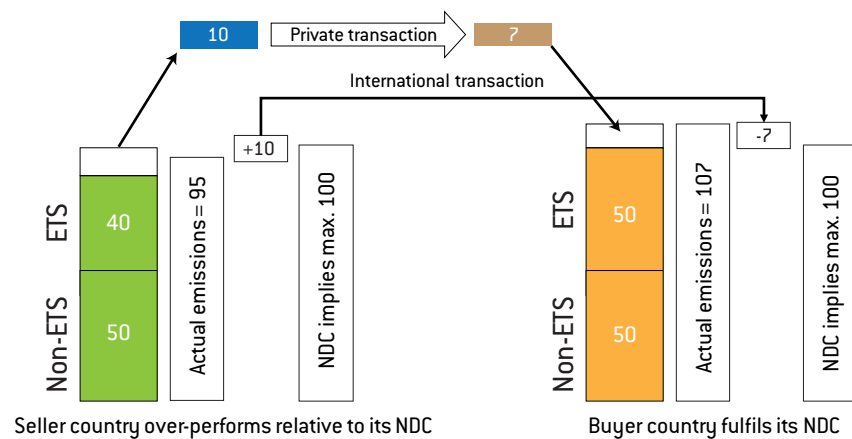 10
Private transaction
7
International transaction
+10
-7
ETS
Non-ETS
40
50
Actual emissions = 95
NDC implies max. 100
ETS
Non-ETS
50
50
Actual emissions = 107
NDC implies max. 100
Seller country over-performs relative to its NDC
Buyer country fulfils its NDC